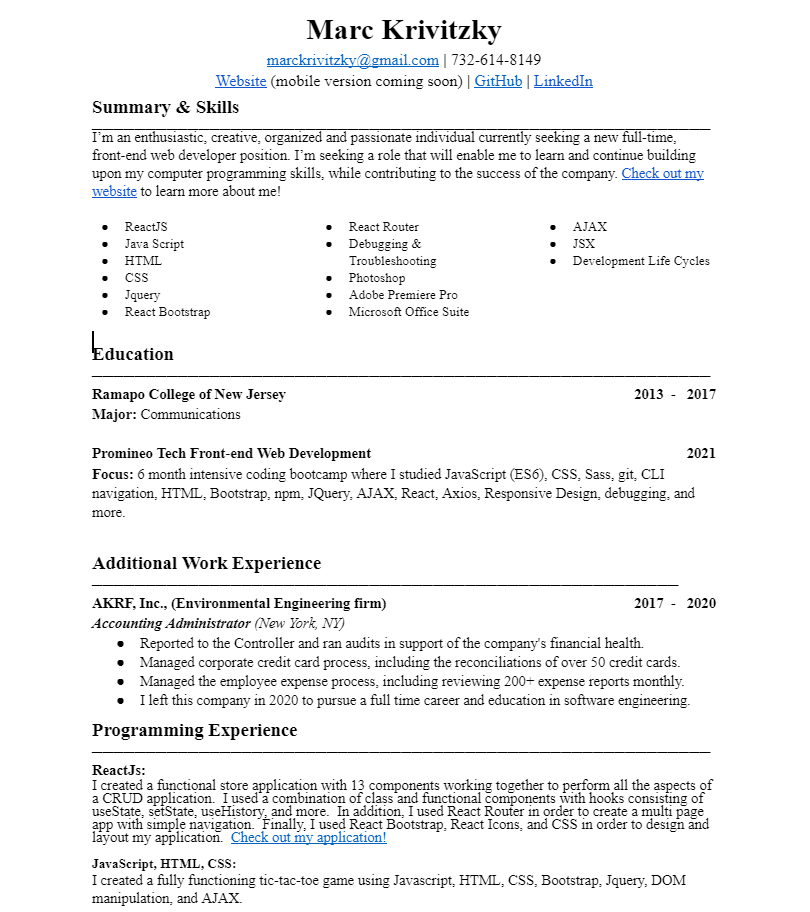 Marc Krivitzky
marckrivitzky@gmail.com | 732-614-8149
Website (mobile version coming soon) | GitHub | LinkedIn
Summary & Skills
I'm an enthusiastic, creative, organized and passionate individual currently seeking a new full-time,
front-end web developer position. I'm seeking a role that will enable me to learn and continue building
upon my computer programming skills, while contributing to the success of the company. Check out my
website to learn more about me!
● ReactJS
● Java Script
● HTML
● CSS
● Jquery
● React Bootstrap
● React Router
● Debugging &
Troubleshooting
● Photoshop
● Adobe Premiere Pro
● Microsoft Office Suite
● AJAX
● JSX
● Development Life Cycles
Education
Ramapo College of New Jersey 2013 - 2017
Major: Communications
Promineo Tech Front-end Web Development 2021
Focus: 6 month intensive coding bootcamp where I studied JavaScript (ES6), CSS, Sass, git, CLI
navigation, HTML, Bootstrap, npm, JQuery, AJAX, React, Axios, Responsive Design, debugging, and
more.
Additional Work Experience
AKRF, Inc., (Environmental Engineering firm) 2017 - 2020
Accounting Administrator (New York, NY)
● Reported to the Controller and ran audits in support of the company's financial health.
● Managed corporate credit card process, including the reconciliations of over 50 credit cards.
● Managed the employee expense process, including reviewing 200+ expense reports monthly.
● I left this company in 2020 to pursue a full time career and education in software engineering.
Programming Experience
ReactJs:
I created a functional store application with 13 components working together to perform all the aspects of
a CRUD application. I used a combination of class and functional components with hooks consisting of
useState, setState, useHistory, and more. In addition, I used React Router in order to create a multi page
app with simple navigation. Finally, I used React Bootstrap, React Icons, and CSS in order to design and
layout my application. Check out my application!
JavaScript, HTML, CSS:
I created a fully functioning tic-tac-toe game using Javascript, HTML, CSS, Bootstrap, Jquery, DOM
manipulation, and AJAX.